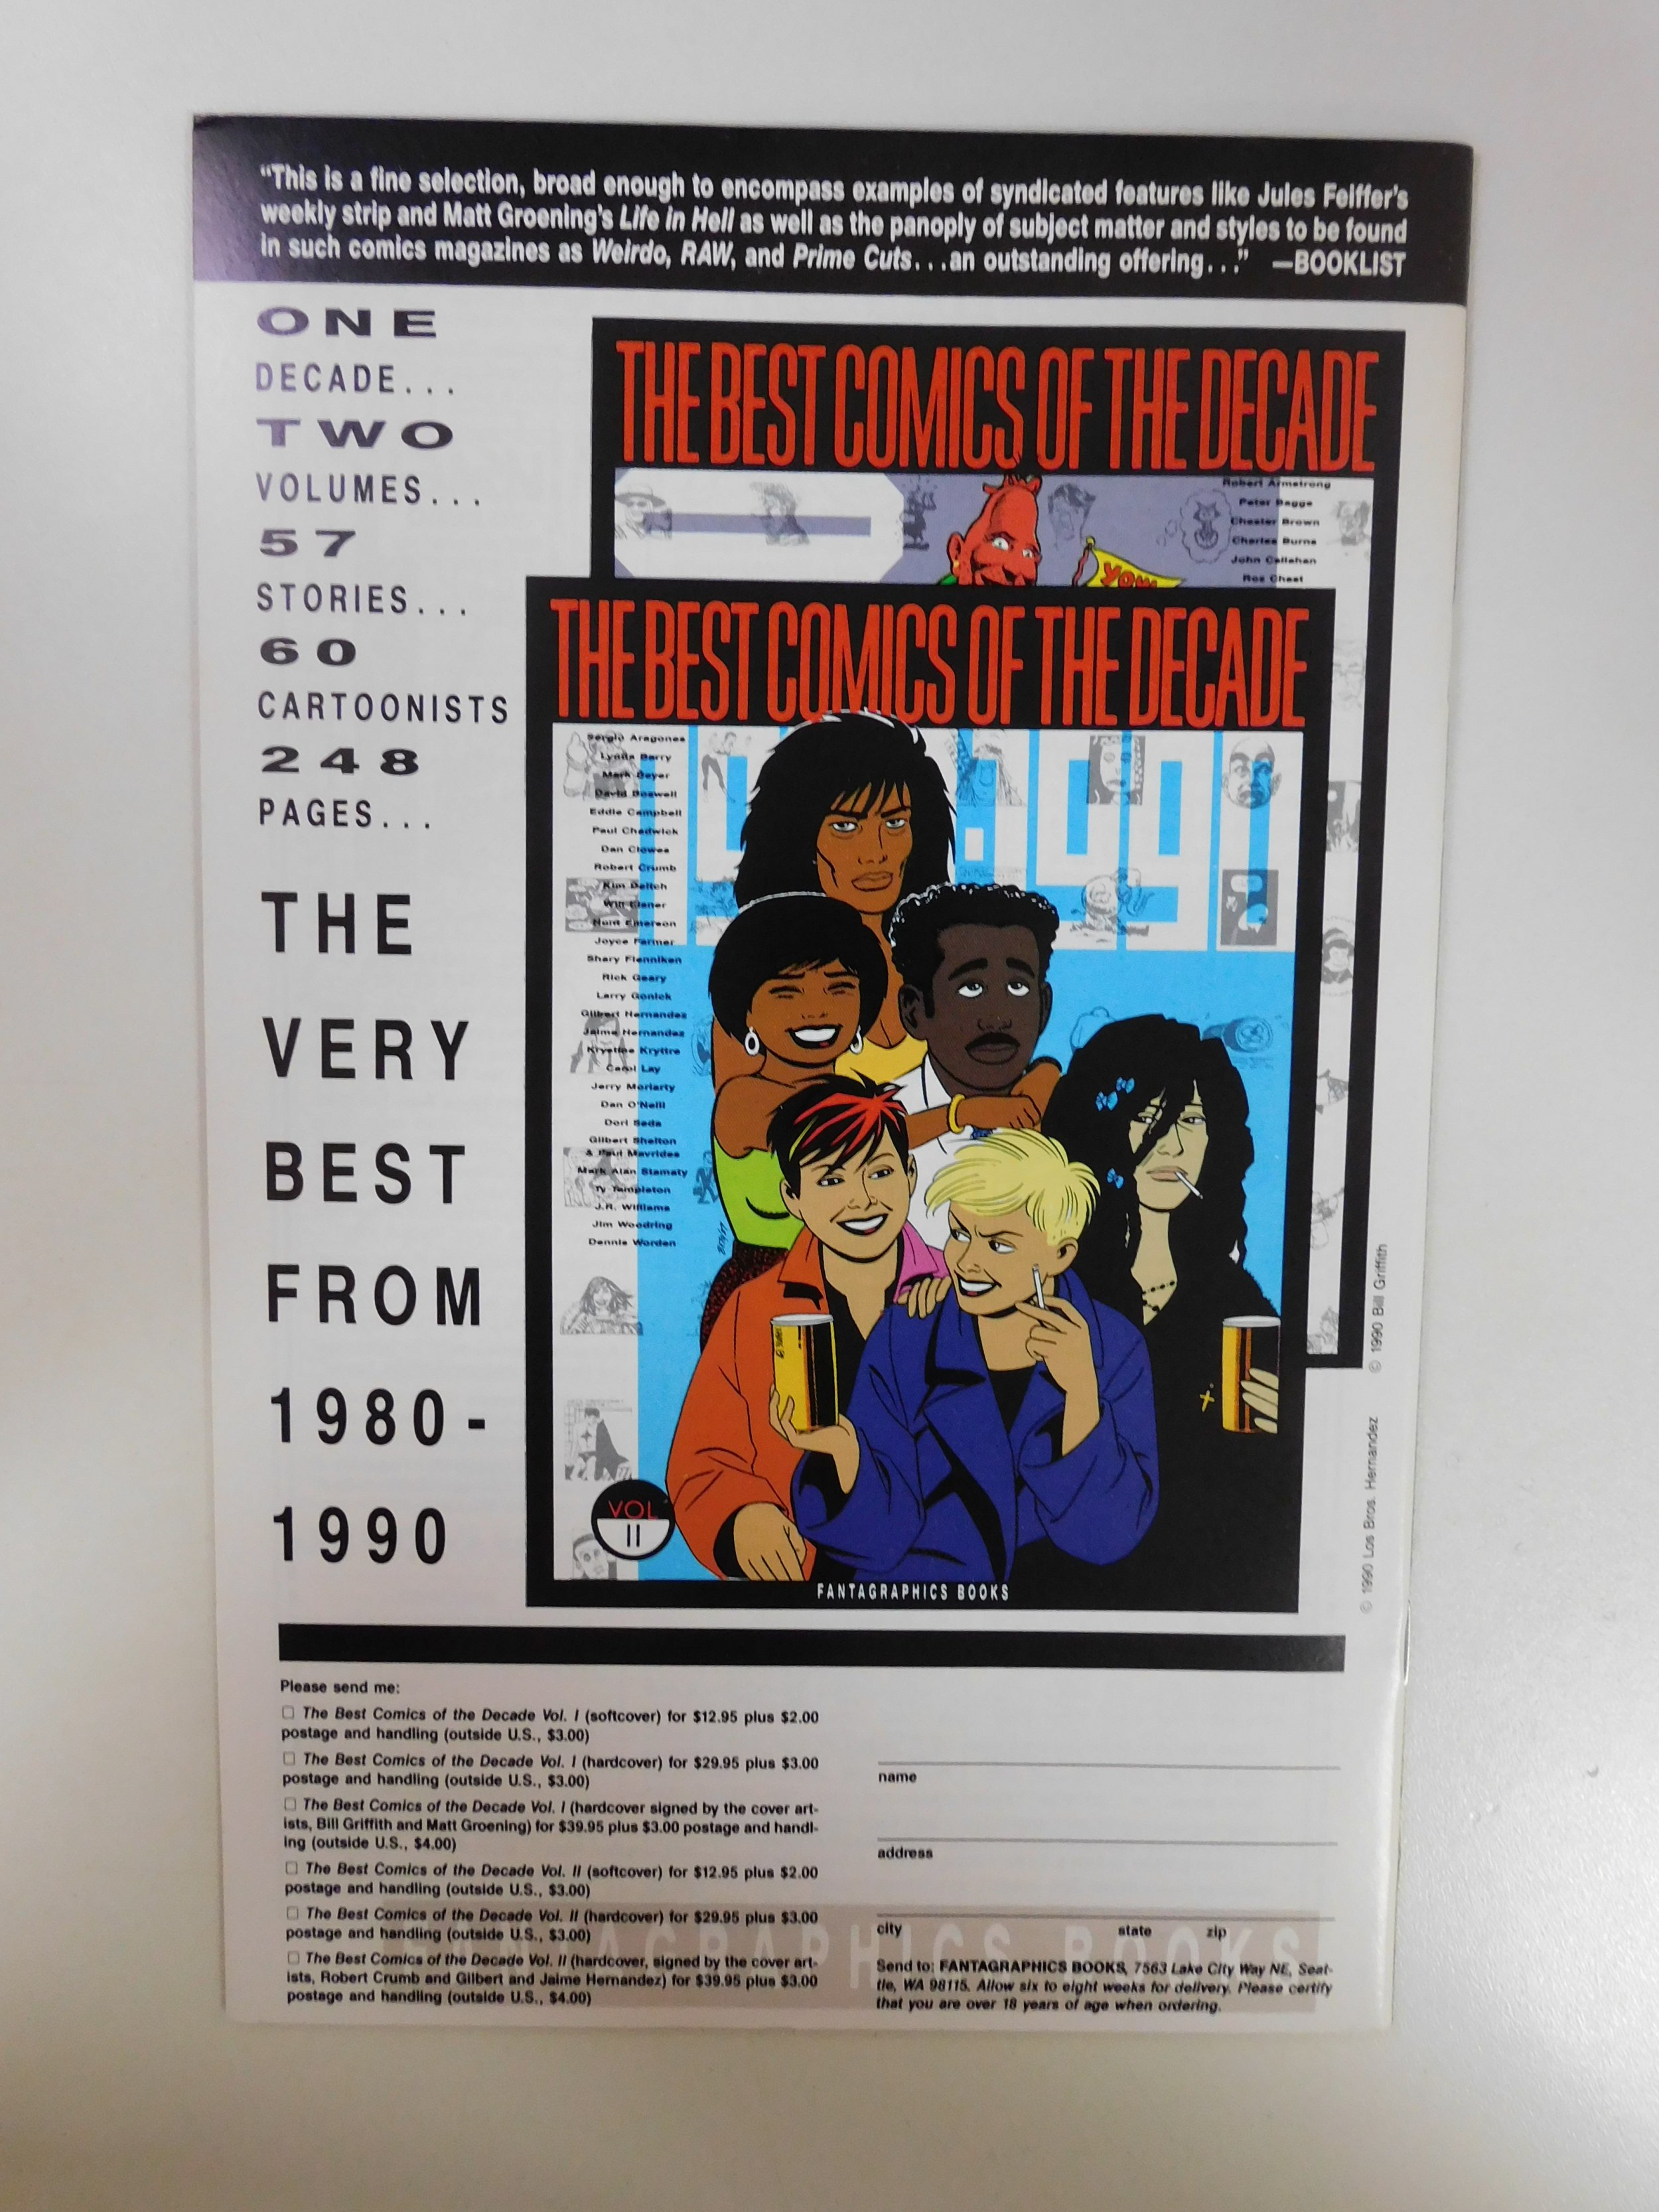 “This is a fine selection, broad enough to encompass examples of syndicated features like Jules Feiffer's
weekly strip and Matt Groening's Life in Hell as well as the panoply of subject matter and styles to be found
in such comics magazines as Weirdo, RAW, and Prime Cuts...an outstanding offering...” —BOOKLIST
ONE
DECADE...
TWO
VOLUMES...
57
STORIES...
60
CARTOONISTS
248
PAGES...
THE
VERY
BEST
FROM
1980-
1990
THE BEST COMICS OF THE DECADE
Robert Armstrong
Peter Bagge
Chester Brown
Charles Burns
John Callahan
Roz Chast
YOW
THE BEST COMICS OF THE DECADE
Sergio Aragones
Lynda Barry
Mark Beyer
David Boswell
Eddie Campbell
Paul Chadwick
Dan Clowes
Robert Crumb
Kim Deitch
Will Eisner
Hunt Emerson
Joyce Farmer
Shary Flenniken
Rick Geary
Larry Gonick
Gilbert Hernandez
Jaime Hernandez
Krystine Kryttre
Carol Lay
Jerry Moriarty
Dan O'Neill
Dori Seda
Gilbert Shelton
& Paul Mavrides
Mark Alan Stamaty
Ty Templeton
J.R. Williams
Jim Woodring
Dennis Worden
VOL
II
FANTAGRAPHICS BOOKS
© 1990 Bill Griffith
© 1990 Los Bros. Hernandez
Please send me:
☐ The Best Comics of the Decade Vol. I (softcover) for $12.95 plus $2.00
postage and handling (outside U.S., $3.00)
☐ The Best Comics of the Decade Vol. I (hardcover) for $29.95 plus $3.00
postage and handling (outside U.S., $3.00)
☐ The Best Comics of the Decade Vol. I (hardcover signed by the cover art-
ists, Bill Griffith and Matt Groening) for $39.95 plus $3.00 postage and handl-
ing (outside U.S., $4.00)
☐ The Best Comics of the Decade Vol. II (softcover) for $12.95 plus $2.00
postage and handling (outside U.S., $3.00)
☐ The Best Comics of the Decade Vol. II (hardcover) for $29.95 plus $3.00
postage and handling (outside U.S., $3.00)
☐ The Best Comics of the Decade Vol. II (hardcover, signed by the cover art-
ists, Robert Crumb and Gilbert and Jaime Hernandez) for $39.95 plus $3.00
postage and handling (outside U.S., $4.00)
name
address
city state zip
Send to: FANTAGRAPHICS BOOKS, 7563 Lake City Way NE, Seat-
tle, WA 98115. Allow six to eight weeks for delivery. Please certify
that you are over 18 years of age when ordering.